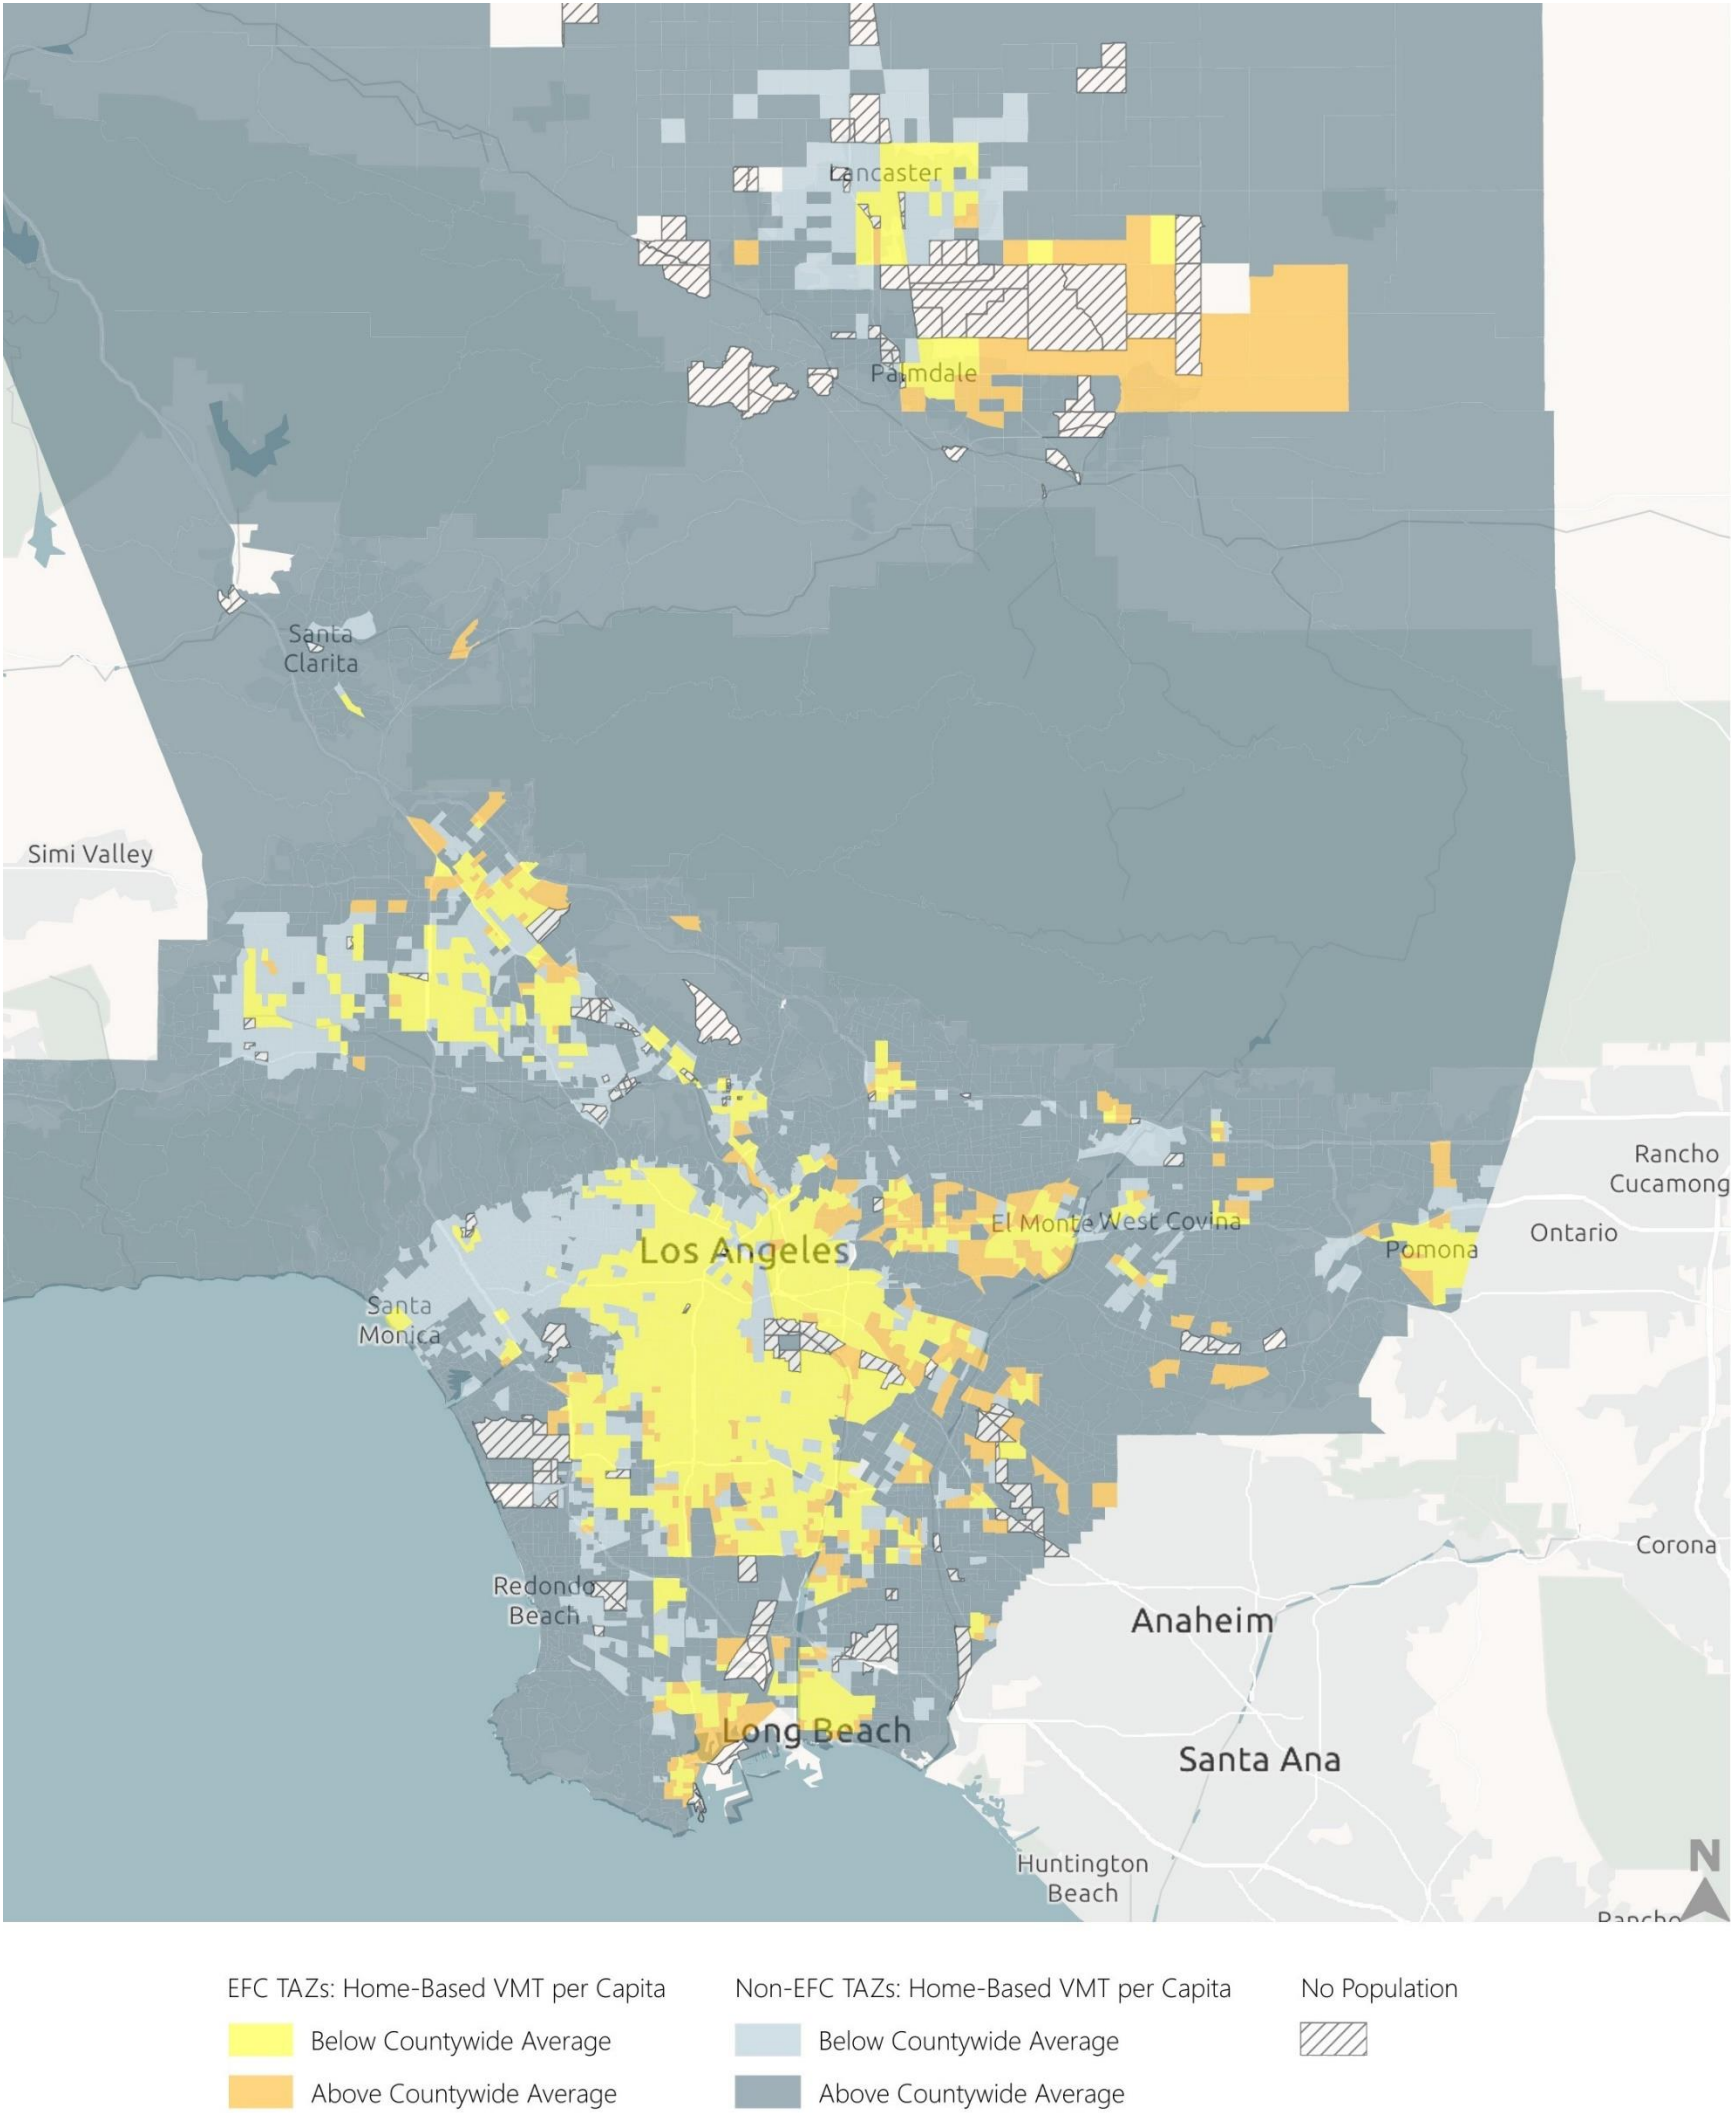 Lancaster
Palmdale
Santa
Clarita
Simi Valley
Rancho
Cucamong
El Monte
West Covina
Ontario
Los Angeles
Pomona
Santa
Monica
Corona
Redondo
Beach
Anaheim
Long Beach
Santa Ana
Huntington
Beach
N
Rancho
EFC TAZs: Home-Based VMT per Capita
Below Countywide Average
Above Countywide Average
Non-EFC TAZs: Home-Based VMT per Capita
Below Countywide Average
Above Countywide Average
No Population